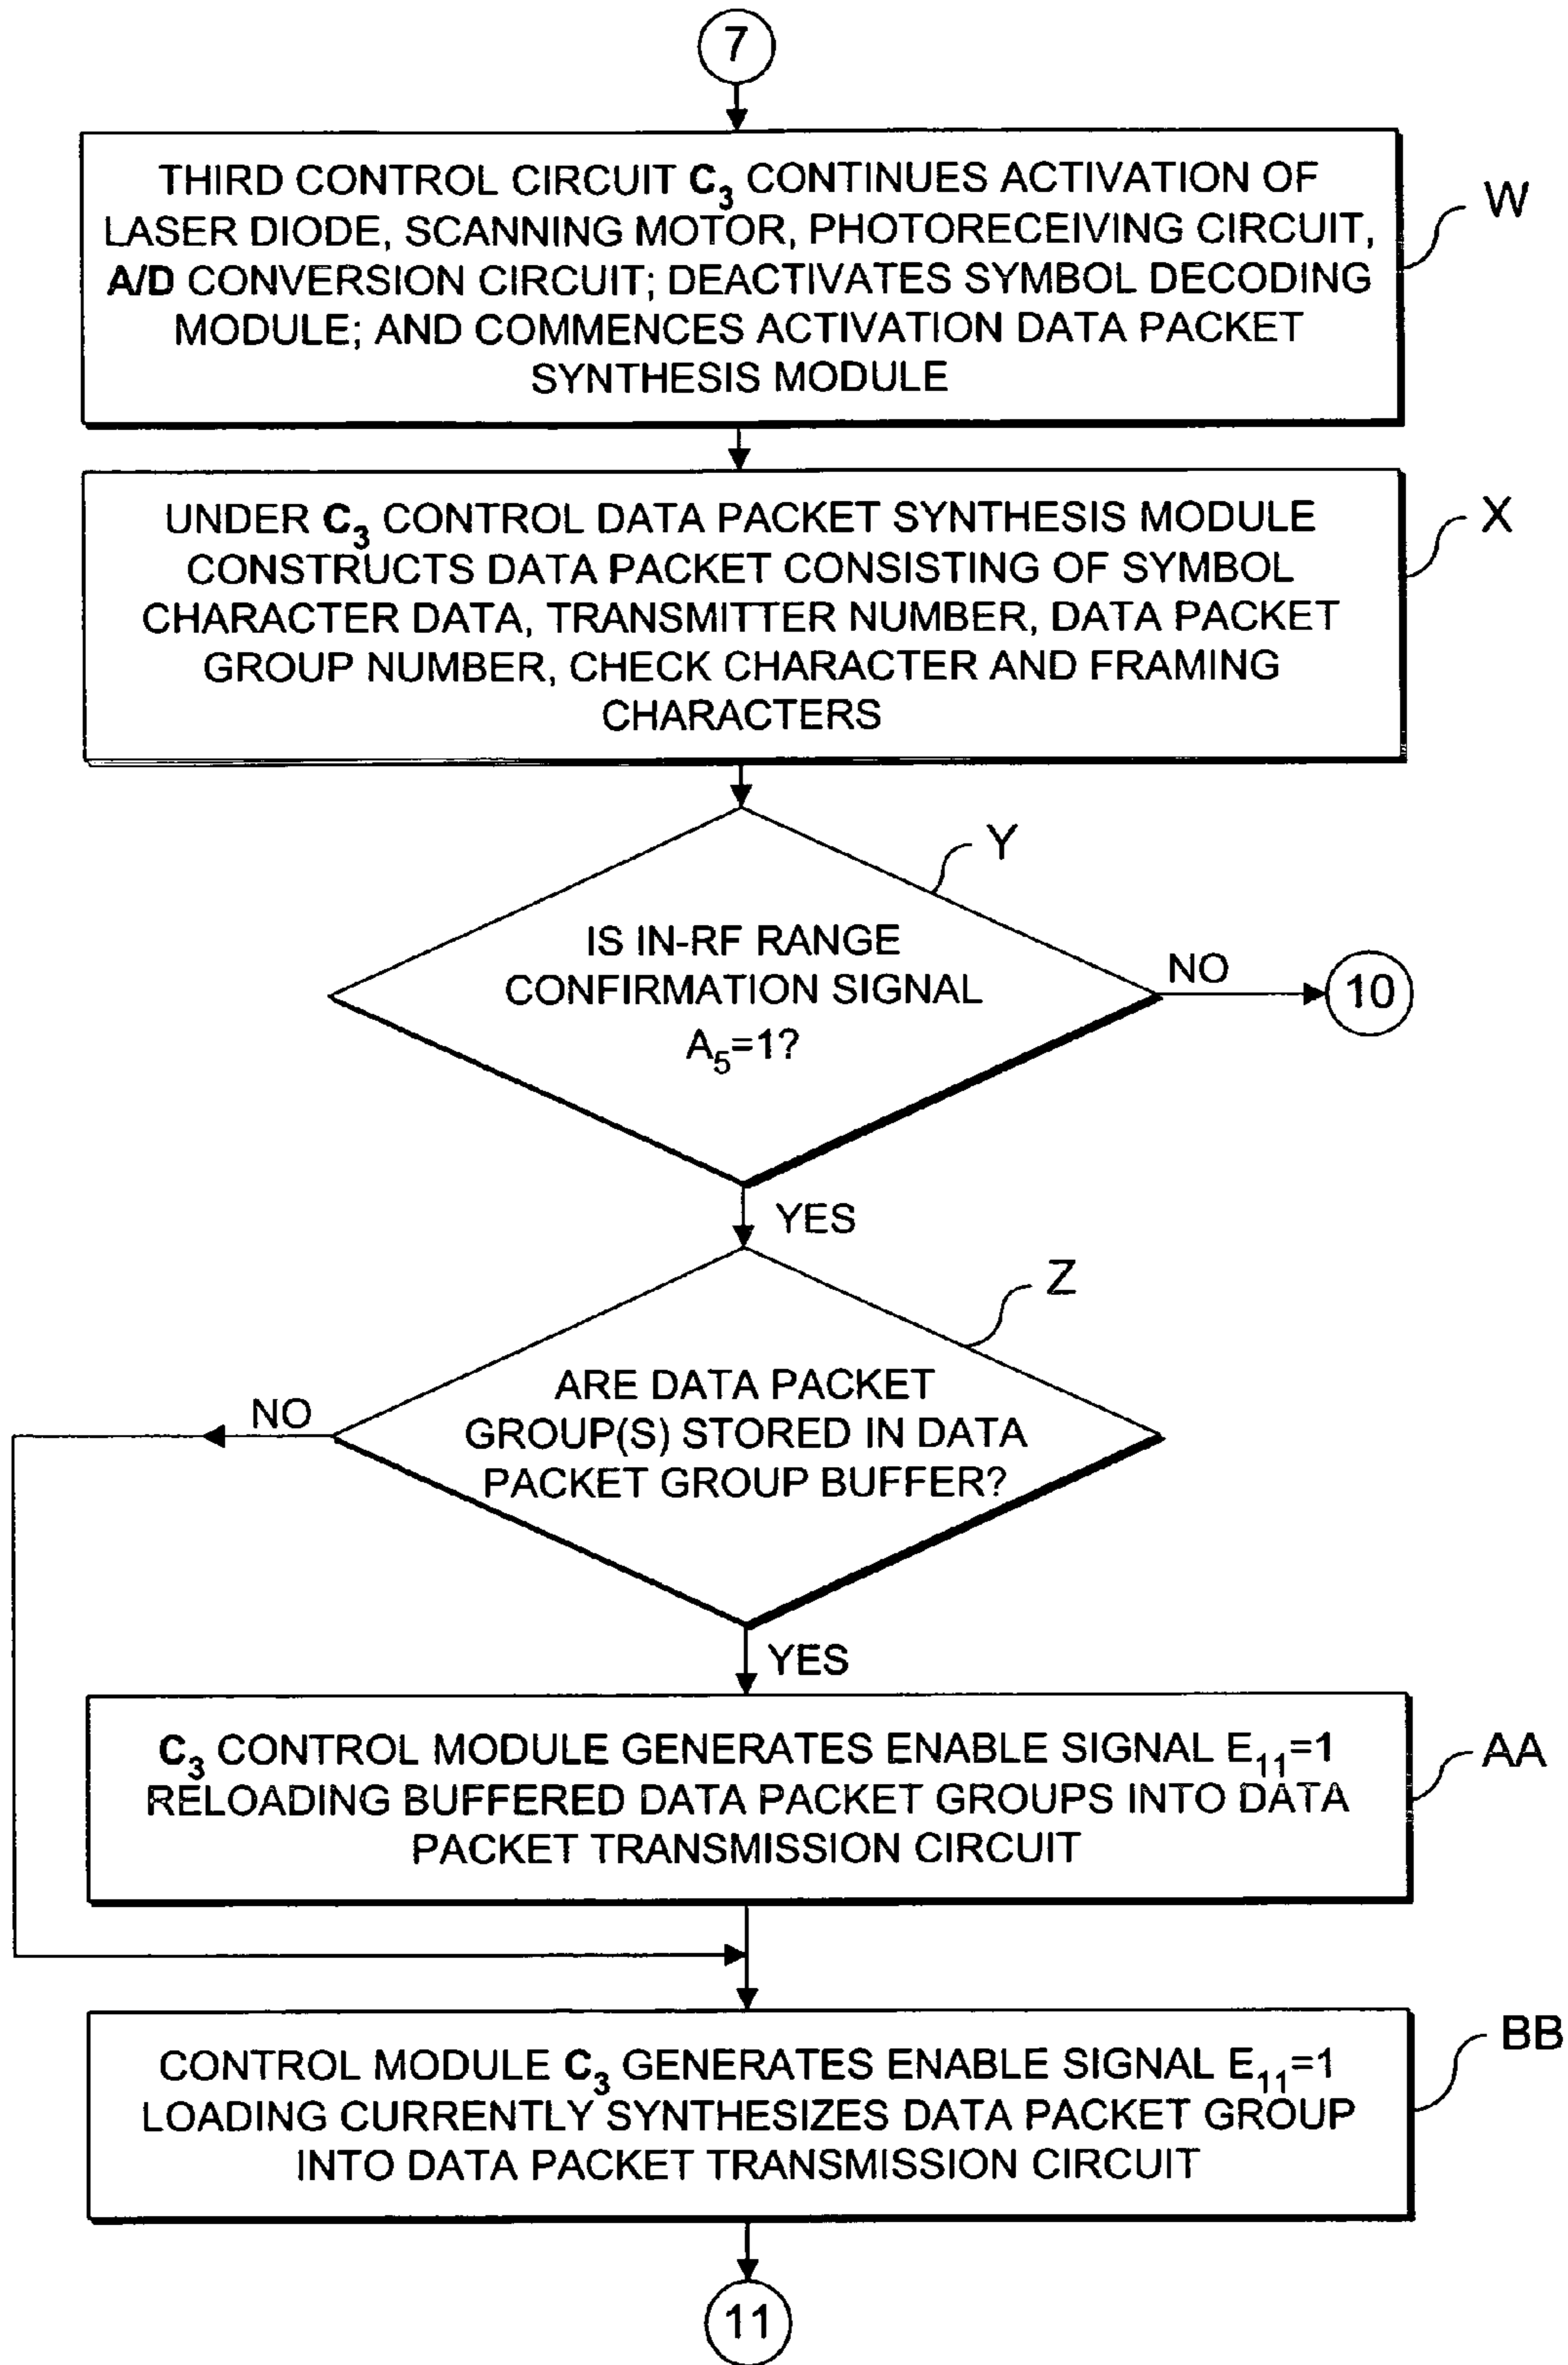 7
THIRD CONTROL CIRCUIT C₃ CONTINUES ACTIVATION OF
LASER DIODE, SCANNING MOTOR, PHOTORECEIVING CIRCUIT,
A/D CONVERSION CIRCUIT; DEACTIVATES SYMBOL DECODING
MODULE; AND COMMENCES ACTIVATION DATA PACKET
SYNTHESIS MODULE
W
UNDER C₃ CONTROL DATA PACKET SYNTHESIS MODULE
CONSTRUCTS DATA PACKET CONSISTING OF SYMBOL
CHARACTER DATA, TRANSMITTER NUMBER, DATA PACKET
GROUP NUMBER, CHECK CHARACTER AND FRAMING
CHARACTERS
X
Y
IS IN-RF RANGE
CONFIRMATION SIGNAL
A₅=1?
NO
10
YES
Z
ARE DATA PACKET
GROUP(S) STORED IN DATA
PACKET GROUP BUFFER?
NO
YES
C₃ CONTROL MODULE GENERATES ENABLE SIGNAL E₁₁=1
RELOADING BUFFERED DATA PACKET GROUPS INTO DATA
PACKET TRANSMISSION CIRCUIT
AA
CONTROL MODULE C₃ GENERATES ENABLE SIGNAL E₁₁=1
LOADING CURRENTLY SYNTHESIZES DATA PACKET GROUP
INTO DATA PACKET TRANSMISSION CIRCUIT
BB
11